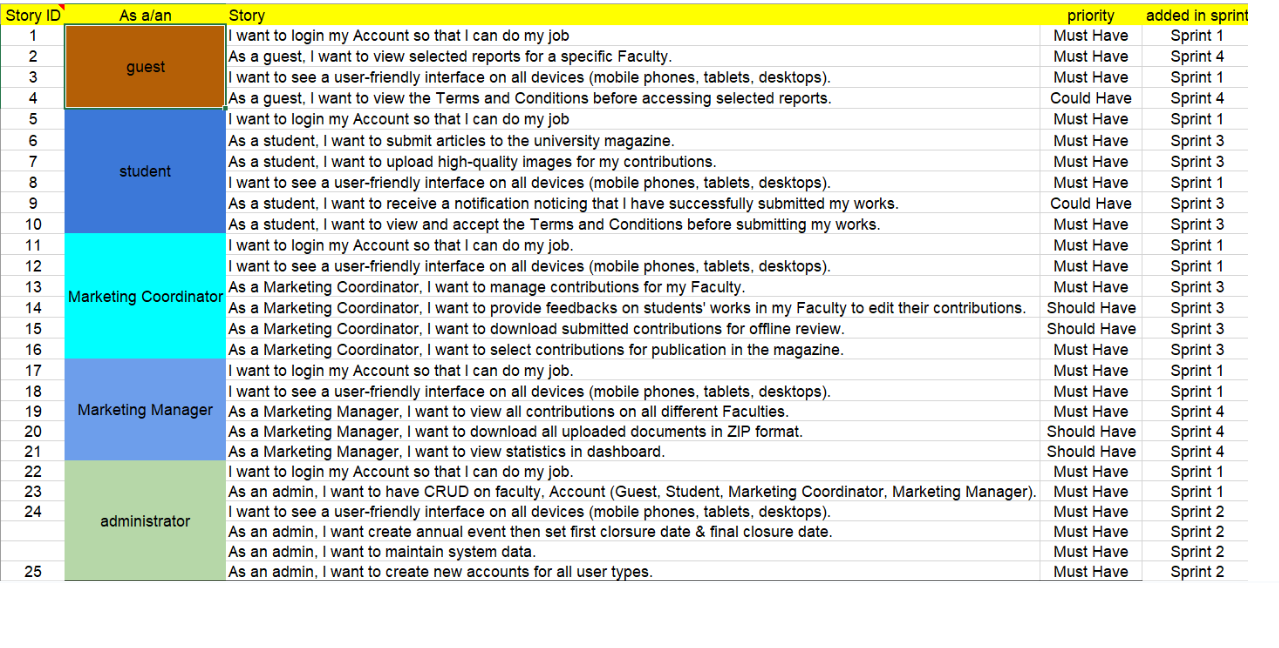 Story ID As a/an Story priority added in sprint
1 guest I want to login my Account so that I can do my job Must Have Sprint 1
2 As a guest, I want to view selected reports for a specific Faculty. Must Have Sprint 4
3 I want to see a user-friendly interface on all devices (mobile phones, tablets, desktops). Must Have Sprint 1
4 As a guest, I want to view the Terms and Conditions before accessing selected reports. Could Have Sprint 4
5 student I want to login my Account so that I can do my job Must Have Sprint 1
6 As a student, I want to submit articles to the university magazine. Must Have Sprint 3
7 As a student, I want to upload high-quality images for my contributions. Must Have Sprint 3
8 I want to see a user-friendly interface on all devices (mobile phones, tablets, desktops). Must Have Sprint 1
9 As a student, I want to receive a notification noticing that I have successfully submitted my works. Could Have Sprint 3
10 As a student, I want to view and accept the Terms and Conditions before submitting my works. Must Have Sprint 3
11 Marketing Coordinator I want to login my Account so that I can do my job. Must Have Sprint 1
12 I want to see a user-friendly interface on all devices (mobile phones, tablets, desktops). Must Have Sprint 1
13 As a Marketing Coordinator, I want to manage contributions for my Faculty. Must Have Sprint 3
14 As a Marketing Coordinator, I want to provide feedbacks on students' works in my Faculty to edit their contributions. Should Have Sprint 3
15 As a Marketing Coordinator, I want to download submitted contributions for offline review. Should Have Sprint 3
16 As a Marketing Coordinator, I want to select contributions for publication in the magazine. Must Have Sprint 3
17 Marketing Manager I want to login my Account so that I can do my job. Must Have Sprint 1
18 I want to see a user-friendly interface on all devices (mobile phones, tablets, desktops). Must Have Sprint 1
19 As a Marketing Manager, I want to view all contributions on all different Faculties. Must Have Sprint 4
20 As a Marketing Manager, I want to download all uploaded documents in ZIP format. Should Have Sprint 4
21 As a Marketing Manager, I want to view statistics in dashboard. Should Have Sprint 4
22 administrator I want to login my Account so that I can do my job. Must Have Sprint 1
23 As an admin, I want to have CRUD on faculty, Account (Guest, Student, Marketing Coordinator, Marketing Manager). Must Have Sprint 1
24 I want to see a user-friendly interface on all devices (mobile phones, tablets, desktops). Must Have Sprint 2
As an admin, I want create annual event then set first clorsure date & final closure date. Must Have Sprint 2
As an admin, I want to maintain system data. Must Have Sprint 2
25 As an admin, I want to create new accounts for all user types. Must Have Sprint 2